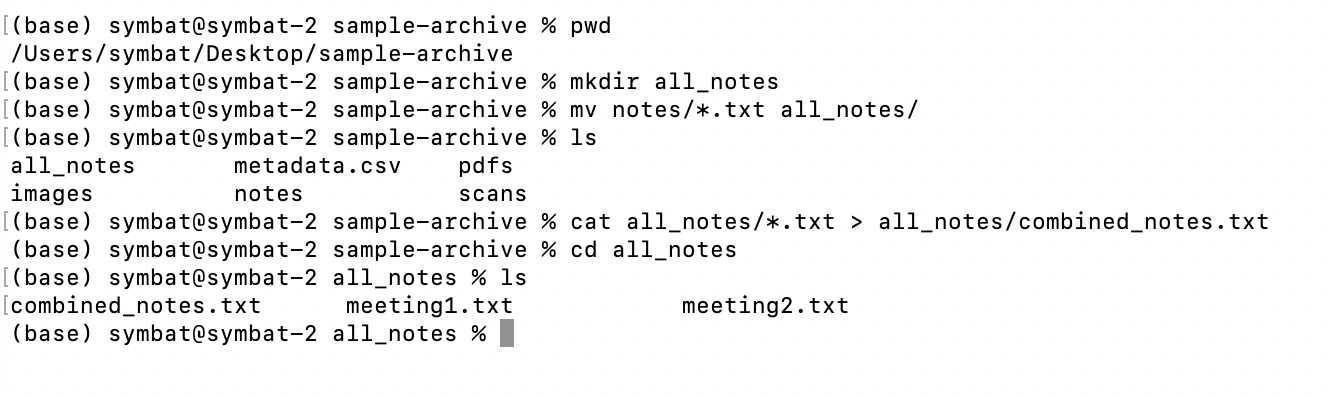 [(base) symbat@symbat-2 sample-archive % pwd
/Users/symbat/Desktop/sample-archive
[(base) symbat@symbat-2 sample-archive % mkdir all_notes
[(base) symbat@symbat-2 sample-archive % mv notes/*.txt all_notes/
[(base) symbat@symbat-2 sample-archive % ls
all_notes metadata.csv pdfs
images notes scans
[(base) symbat@symbat-2 sample-archive % cat all_notes/*.txt > all_notes/combined_notes.txt
(base) symbat@symbat-2 sample-archive % cd all_notes
[(base) symbat@symbat-2 all_notes % ls
[combined_notes.txt meeting1.txt meeting2.txt
(base) symbat@symbat-2 all_notes %